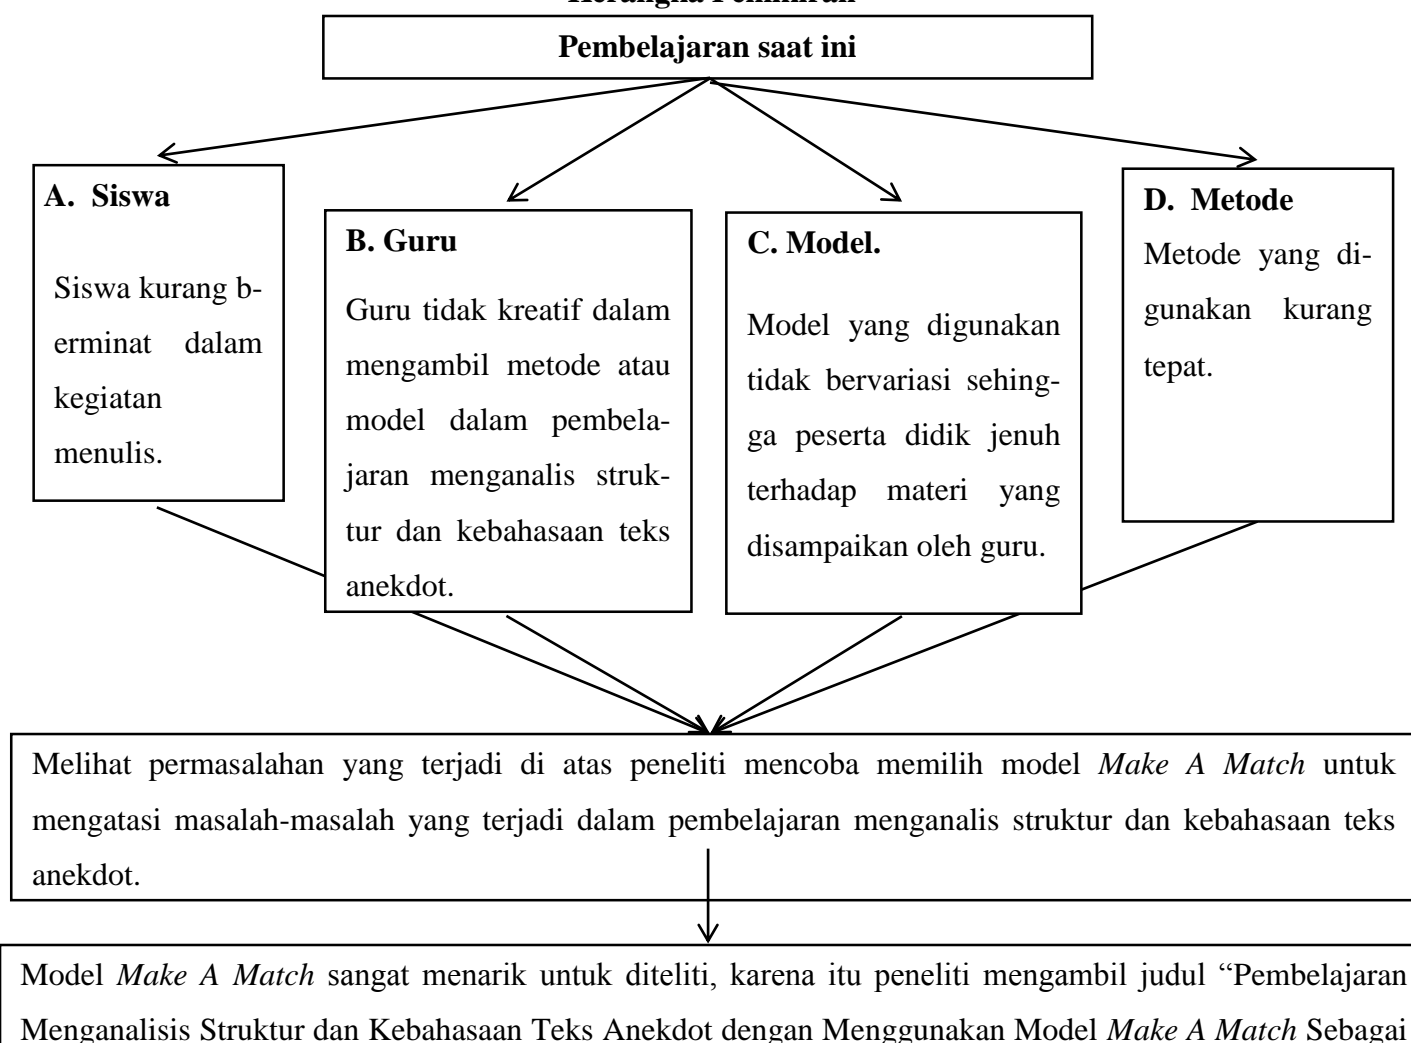 Kerangka Pemikiran
Pembelajaran saat ini
A. Siswa
Siswa kurang b-
erminat dalam
kegiatan
menulis.
B. Guru
Guru tidak kreatif dalam
mengambil metode atau
model dalam pembela-
jaran menganalis struk-
tur dan kebahasaan teks
anekdot.
C. Model.
Model yang digunakan
tidak bervariasi sehing-
ga peserta didik jenuh
terhadap materi yang
disampaikan oleh guru.
D. Metode
Metode yang di-
gunakan kurang
tepat.
Melihat permasalahan yang terjadi di atas peneliti mencoba memilih model Make A Match untuk
mengatasi masalah-masalah yang terjadi dalam pembelajaran menganalis struktur dan kebahasaan teks
anekdot.
Model Make A Match sangat menarik untuk diteliti, karena itu peneliti mengambil judul “Pembelajaran
Menganalisis Struktur dan Kebahasaan Teks Anekdot dengan Menggunakan Model Make A Match Sebagai